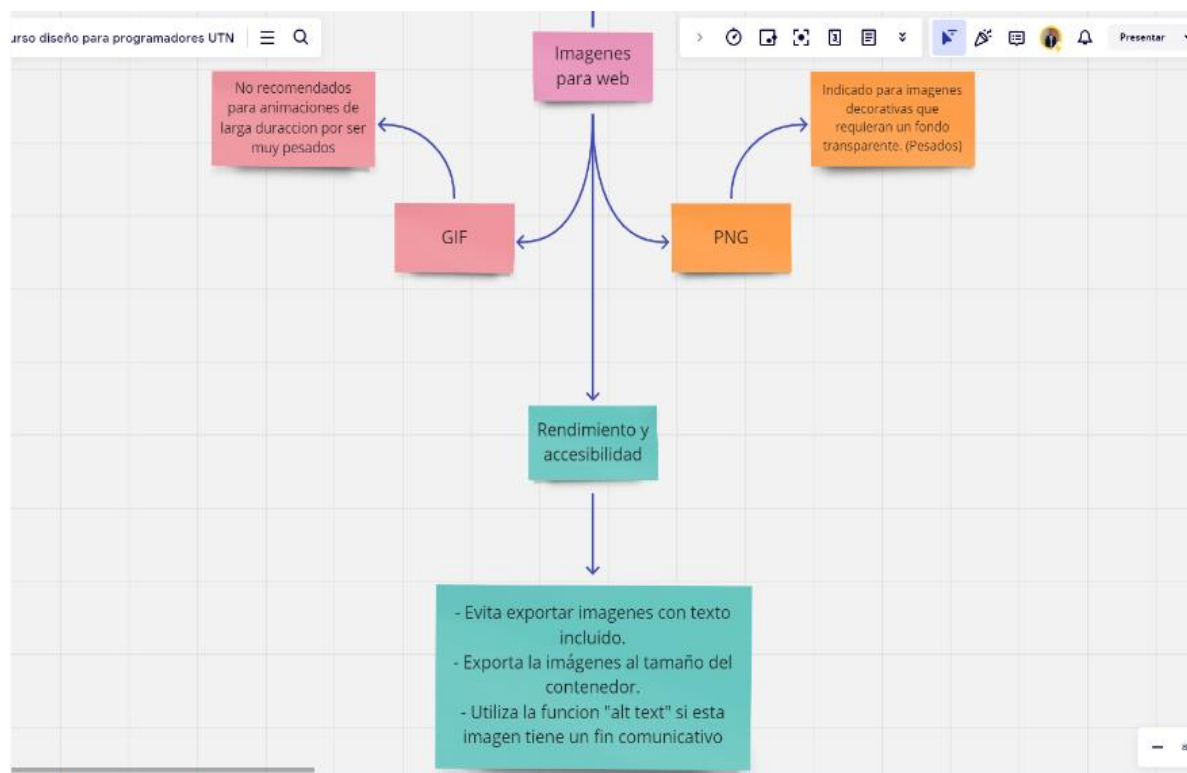 urso diseño para programadores UTN
Presentar
Imagenes
para web
No recomendados
para animaciones de
larga duraccion por ser
muy pesados
Indicado para imagenes
decorativas que
requieran un fondo
transparente. (Pesados)
GIF
PNG
Rendimiento y
accesibilidad
- Evita exportar imagenes con texto
incluido.
- Exporta la imágenes al tamaño del
contenedor.
- Utiliza la funcion "alt text" si esta
imagen tiene un fin comunicativo